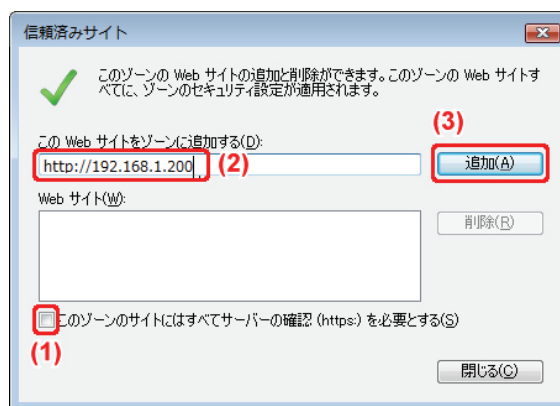 信頼済みサイト
このゾーンの Web サイトの追加と削除ができます。このゾーンの Web サイトす
べてに、ゾーンのセキュリティ設定が適用されます。
(3)
この Web サイトをゾーンに追加する(D):
http://192.168.1.200 (2) 追加(A)
Web サイト(W):
削除(R)
このゾーンのサイトにはすべてサーバーの確認 (https:) を必要とする(S)
(1)
閉じる(C)